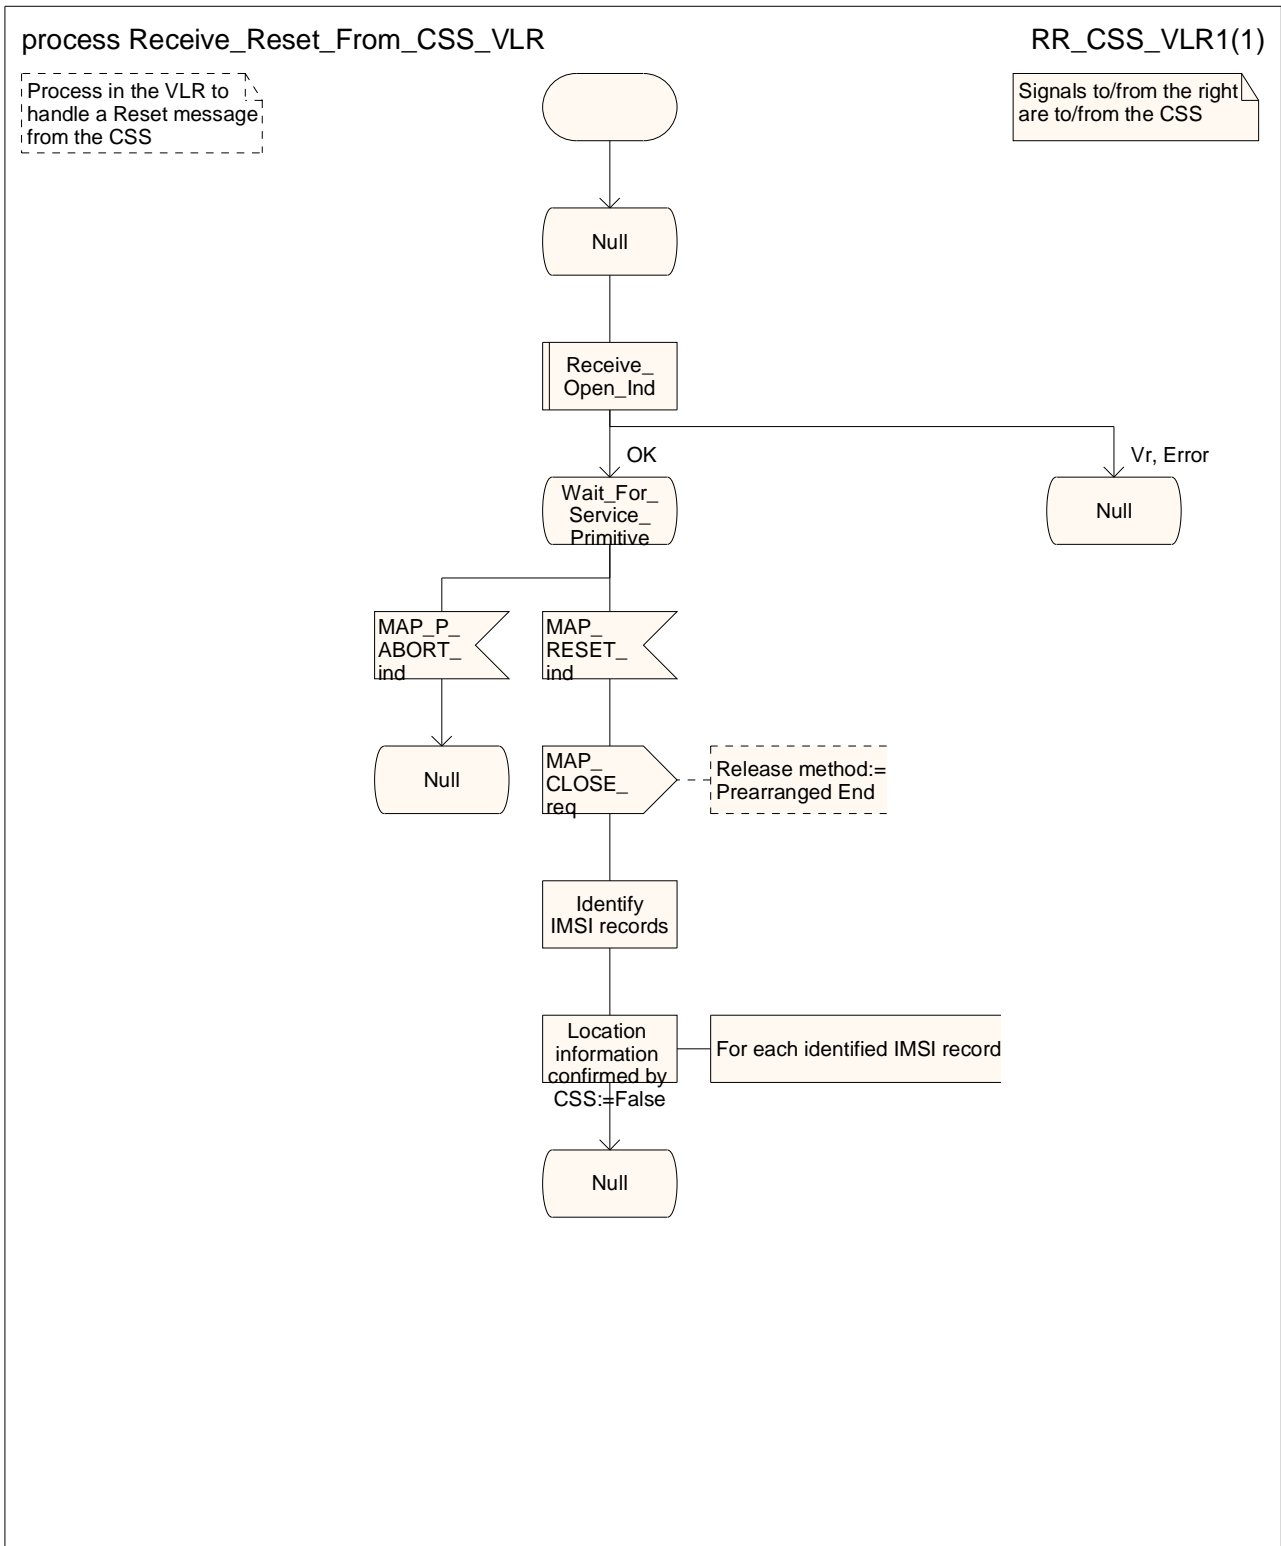 process Receive_Reset_From_CSS_VLR
RR_CSS_VLR1(1)
Process in the VLR to
handle a Reset message
from the CSS
Signals to/from the right
are to/from the CSS
Null
Receive_
Open_Ind
OK
Vr, Error
Wait_For_
Service_
Primitive
Null
MAP_P_
ABORT_
ind
MAP_
RESET_
ind
Null
MAP_
CLOSE_
req
Release method:=
Prearranged End
Identify
IMSI records
Location
information
confirmed by
CSS:=False
For each identified IMSI record
Null